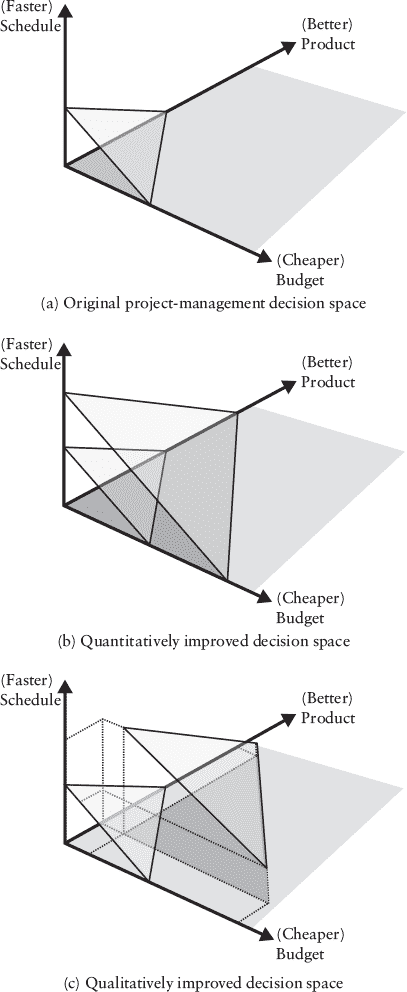 (Faster)
Schedule
(Better)
Product
(Cheaper)
Budget
(a) Original project-management decision space
(Faster)
Schedule
(Better)
Product
(Cheaper)
Budget
(b) Quantitatively improved decision space
(Faster)
Schedule
(Better)
Product
(Cheaper)
Budget
(c) Qualitatively improved decision space